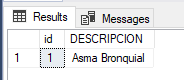 Results Messages
id DESCRIPCION
1 1 Asma Bronquial